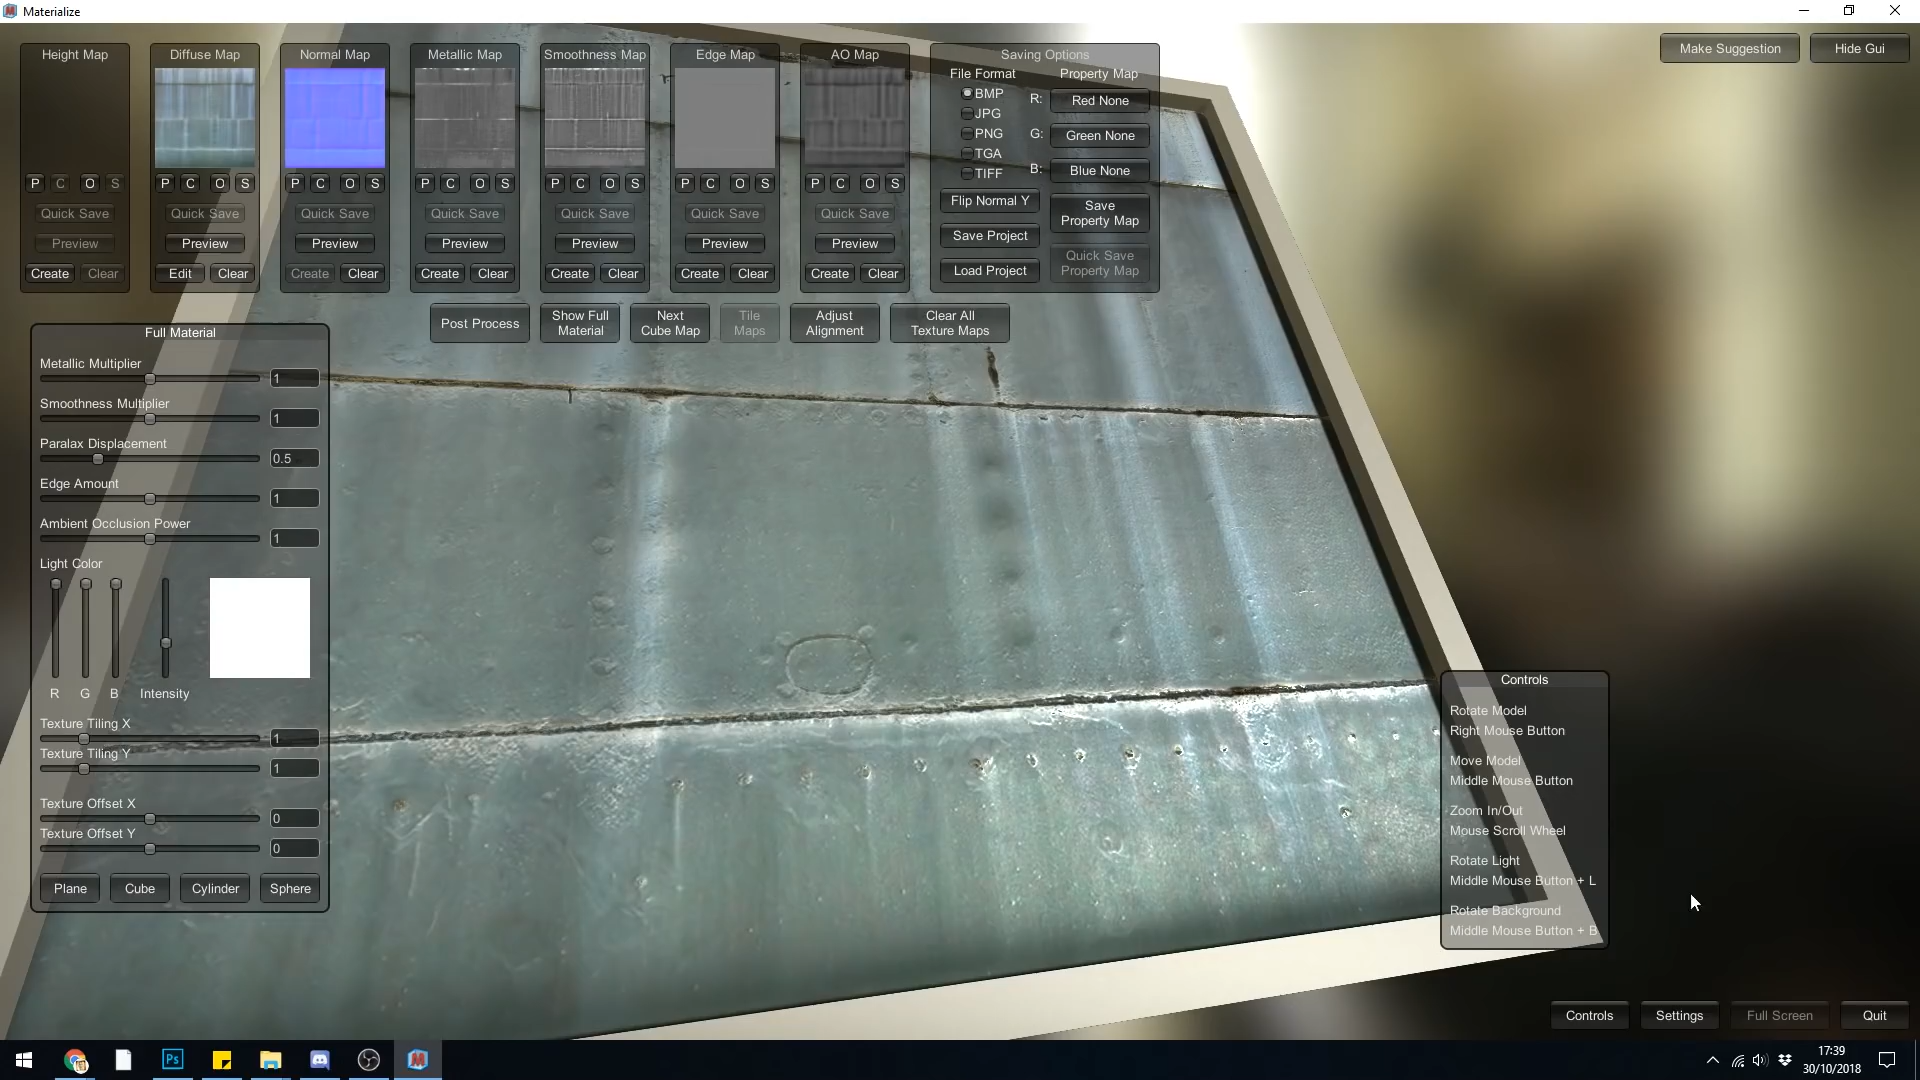 Materialize
Height Map
P C O S
Quick Save
Preview
Create Clear
Diffuse Map
P C O S
Quick Save
Preview
Edit Clear
Normal Map
P C O S
Quick Save
Preview
Create Clear
Metallic Map
P C O S
Quick Save
Preview
Create Clear
Smoothness Map
P C O S
Quick Save
Preview
Create Clear
Edge Map
P C O S
Quick Save
Preview
Create Clear
AO Map
P C O S
Quick Save
Preview
Create Clear
Saving Options
File Format
BMP
JPG
PNG
TGA
TIFF
Flip Normal Y
Save Project
Load Project
Property Map
R: Red None
G: Green None
B: Blue None
Save
Property Map
Quick Save
Property Map
Make Suggestion
Hide Gui
Post Process
Show Full
Material
Next
Cube Map
Tile
Maps
Adjust
Alignment
Clear All
Texture Maps
Full Material
Metallic Multiplier
1
Smoothness Multiplier
1
Paralax Displacement
0.5
Edge Amount
1
Ambient Occlusion Power
1
Light Color
R G B Intensity
Texture Tiling X
1
Texture Tiling Y
1
Texture Offset X
0
Texture Offset Y
0
Plane Cube Cylinder Sphere
Controls
Rotate Model
Right Mouse Button
Move Model
Middle Mouse Button
Zoom In/Out
Mouse Scroll Wheel
Rotate Light
Middle Mouse Button + L
Rotate Background
Middle Mouse Button + B
Controls Settings Full Screen Quit
Ps
17:39
30/10/2018